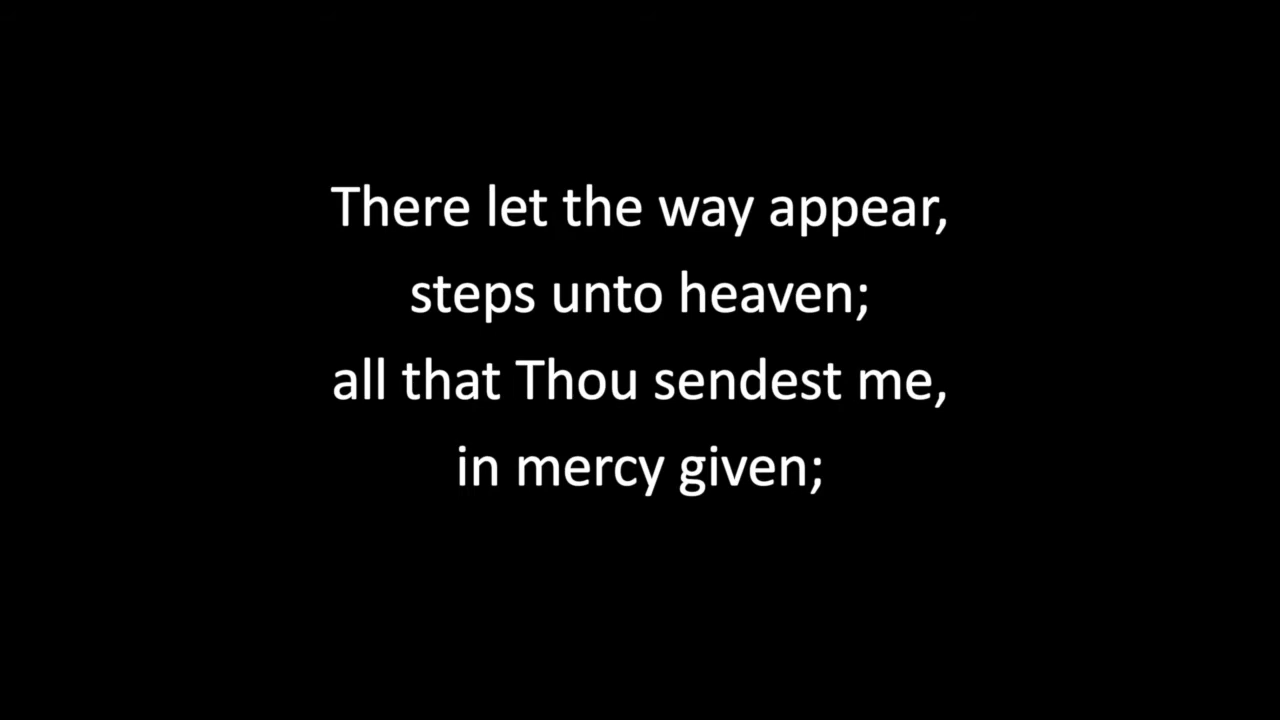 There let the way appear,
steps unto heaven;
all that Thou sendest me,
in mercy given;